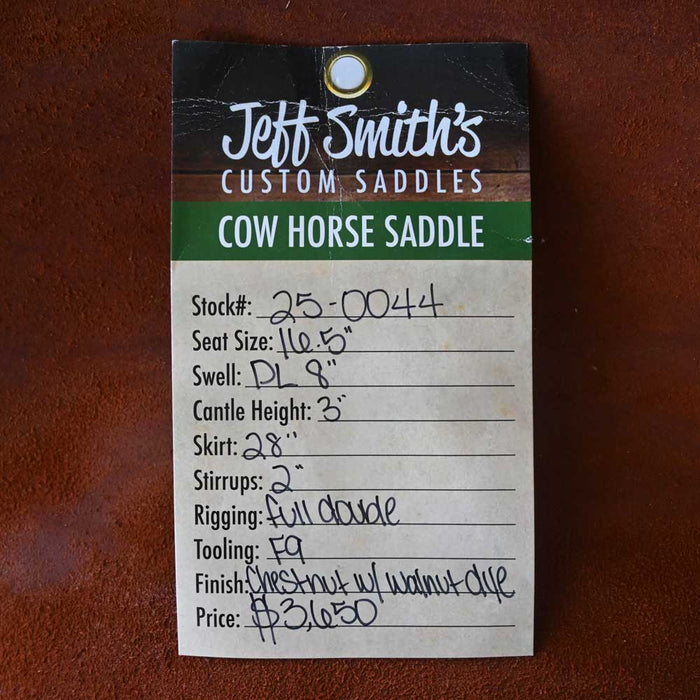 Jeff Smith's
CUSTOM SADDLES
COW HORSE SADDLE
Stock#: 25-0044
Seat Size: 16.5"
Swell: DL 8"
Cantle Height: 3"
Skirt: 28"
Stirrups: 2"
Rigging: full double
Tooling: F9
Finish: Chestnut w/ walnut dye
Price: $3,650